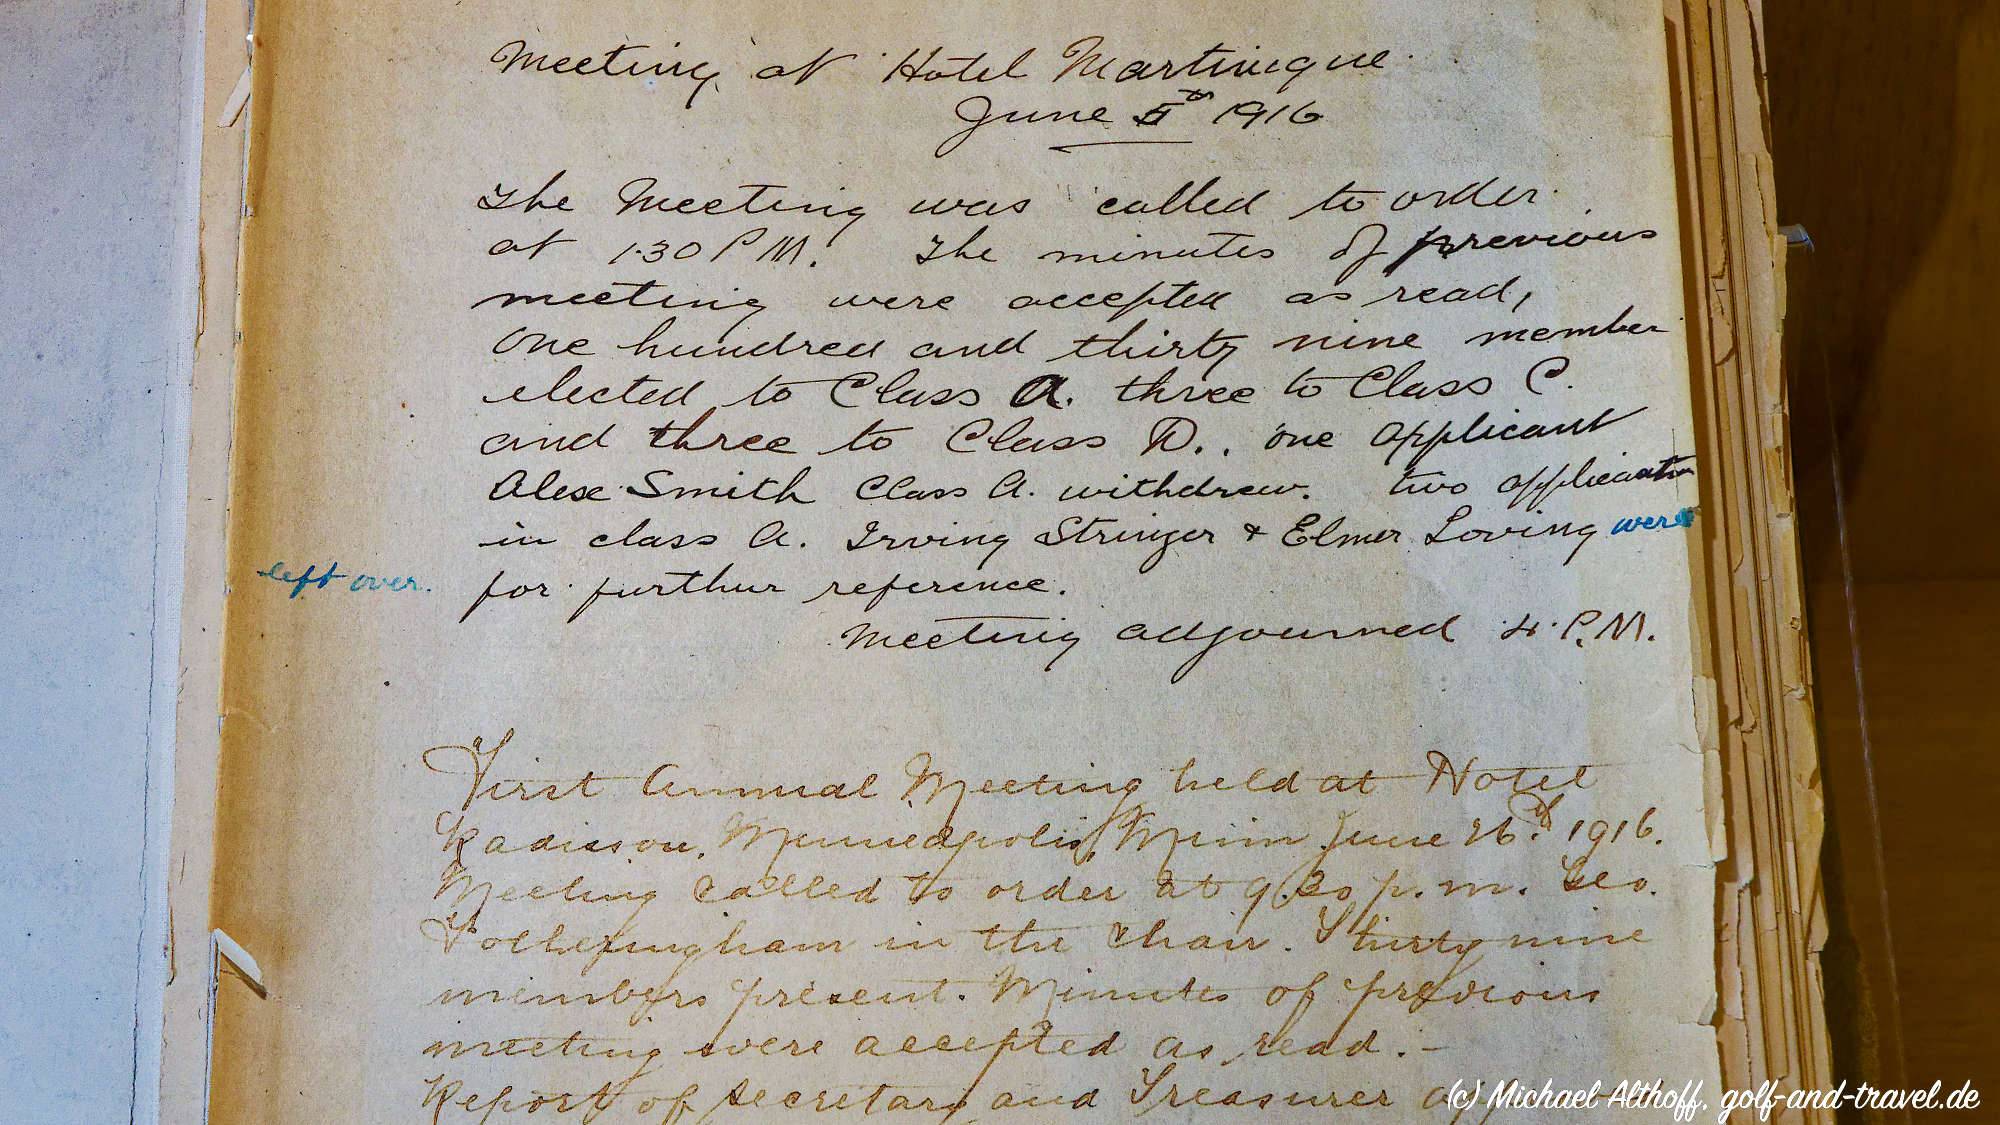 Meeting at Hotel Martinique.
June 5th 1916
The Meeting was called to order
at 1.30 P.M. The minutes of previous
meeting were accepted as read,
One hundred and thirty nine member
elected to Class A. three to Class C.
and three to Class D.. one applicant
Alex Smith Class A. withdrew. two application
in class A. Irving Stringer & Elmer Loving were
left over. for furthur reference.
Meeting adjourned 4. P.M.
First Annual Meeting held at Hotel
Radisson, Minneapolis, Minn June 26th 1916.
Meeting called to order at 9.30 p.m. Geo.
Fotheringham in the chair. Thirty nine
members present. Minutes of previous
meeting were accepted as read. –
Report of secretary and Treasurer
(c) Michael Althoff, golf-and-travel.de